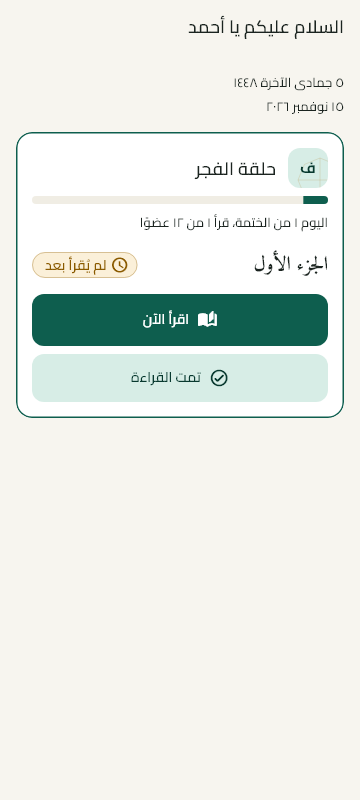 السلام عليكم يا أحمد
٥ جمادى الآخرة ١٤٤٨
١٥ نوفمبر ٢٠٢٦
ف
حلقة الفجر
اليوم ١ من الختمة، قرأ ١ من ١٢ عضوًا
الجزء الأول
لم يُقرأ بعد
اقرأ الآن
تمت القراءة